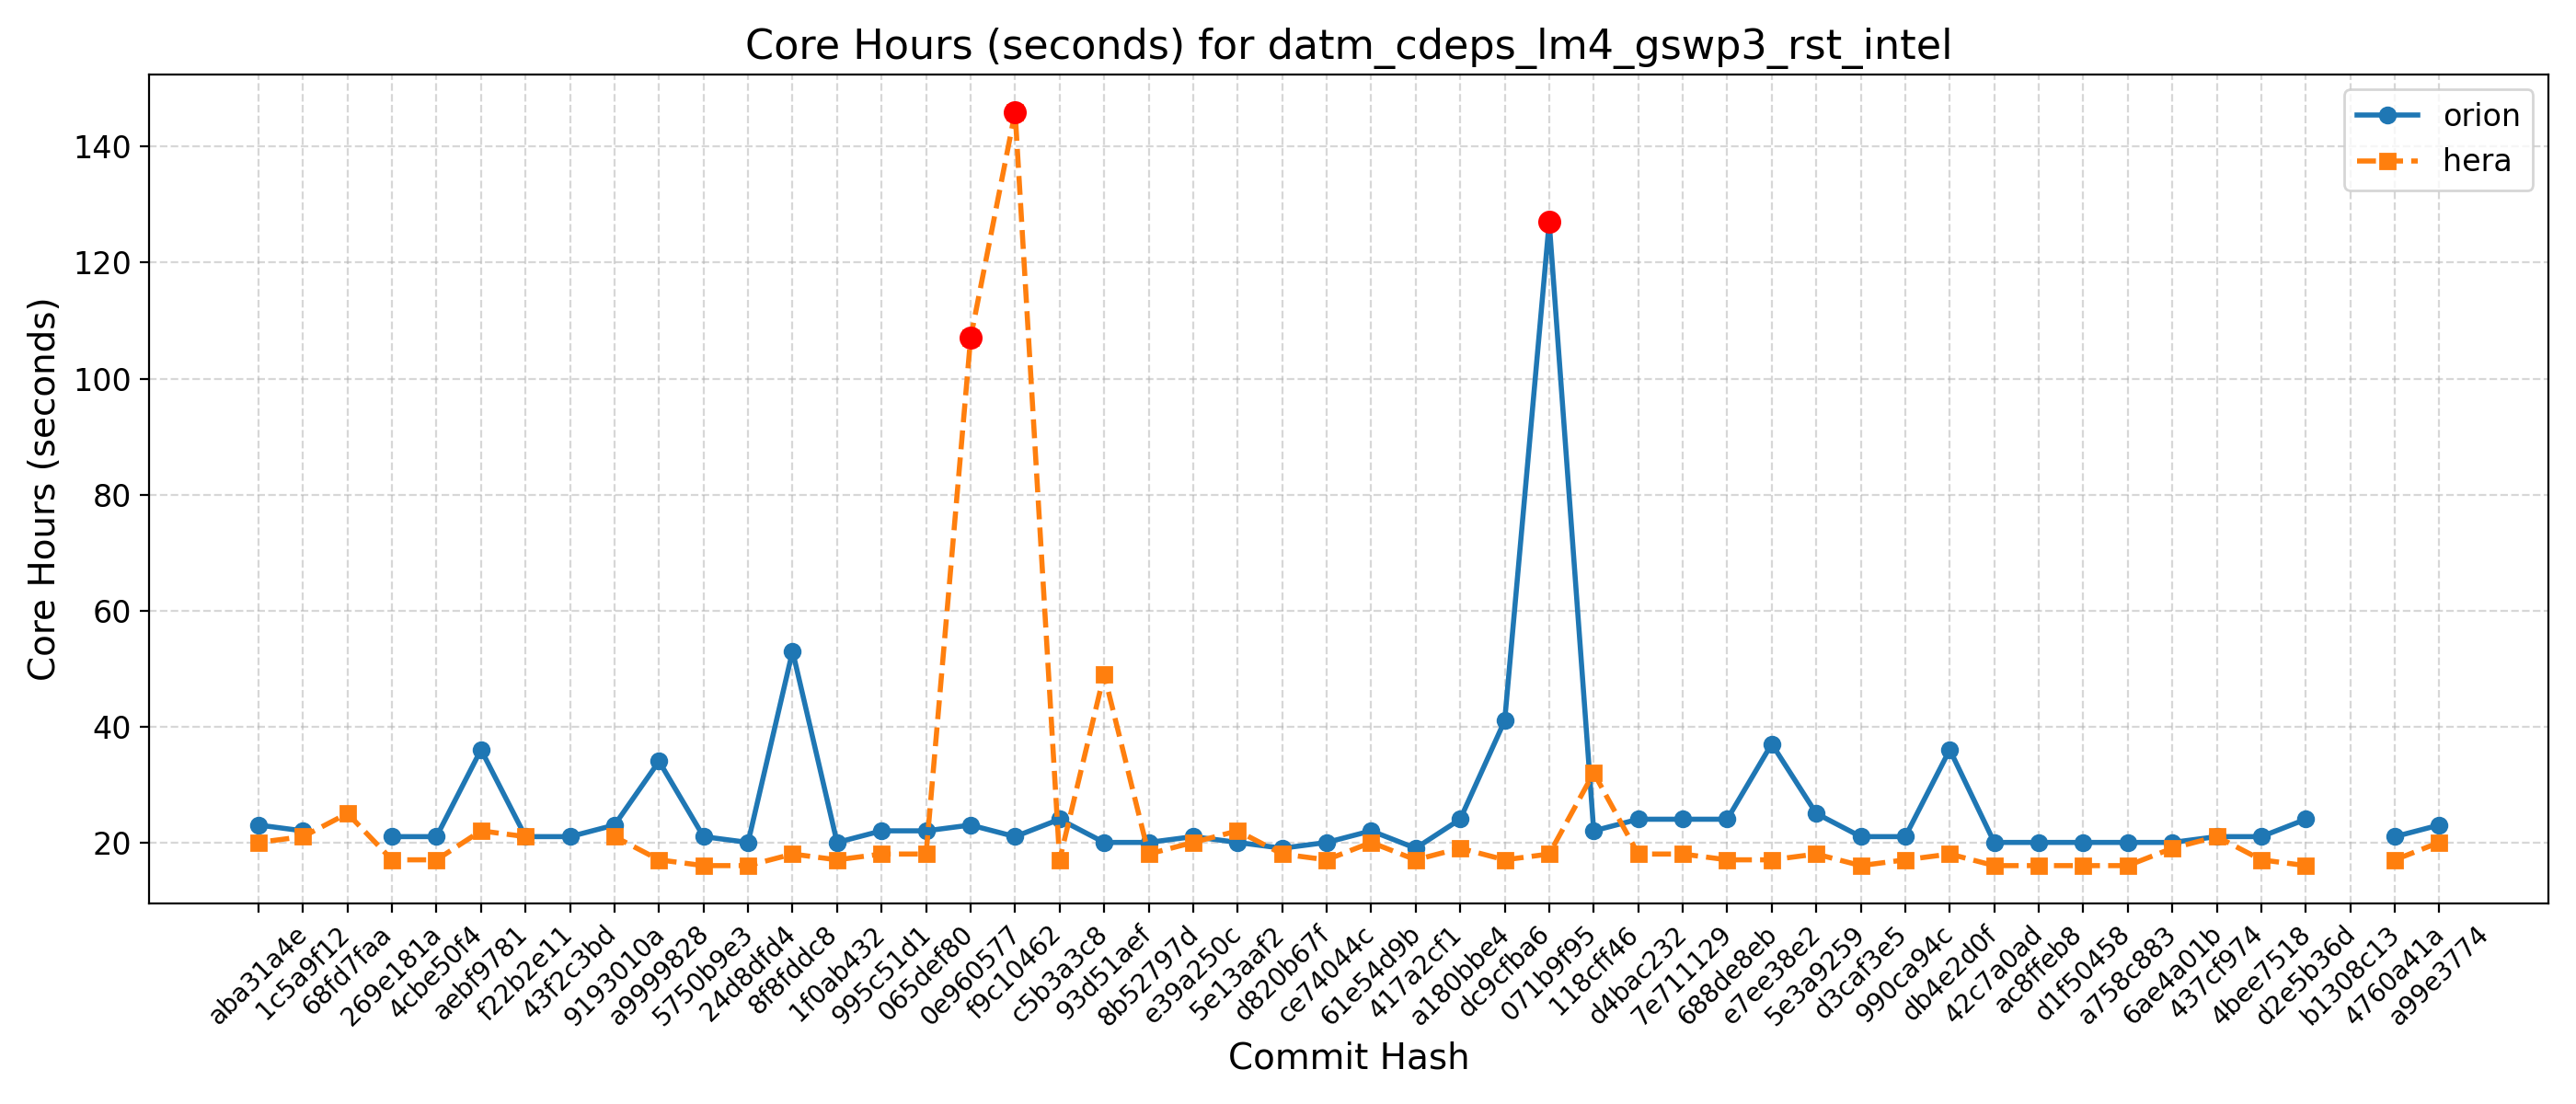 Core Hours (seconds) for datm_cdeps_lm4_gswp3_rst_intel
orion
hera
Core Hours (seconds)
140
120
100
80
60
40
20
aba31a4e
1c5a9f12
68fd7faa
269e181a
4cbe50f4
aebf9781
f22b2e11
43f2c3bd
9193010a
a9999828
5750b9e3
24d8dfd4
8f8fddc8
1f0ab432
995c51d1
065def80
0e960577
f9c10462
c5b3a3c8
93d51aef
8b52797d
e39a250c
5e13aaf2
d820b67f
ce74044c
61e54d9b
417a2cf1
a180bbe4
dc9cfba6
071b9f95
118cff46
d4bac232
7e711129
688de8eb
e7ee38e2
5e3a9259
d3caf3e5
990ca94c
db4e2d0f
42c7a0ad
ac8ffeb8
d1f50458
a758c883
6ae4a01b
437cf974
4bee7518
d2e5b36d
b1308c13
4760a41a
a99e3774
Commit Hash